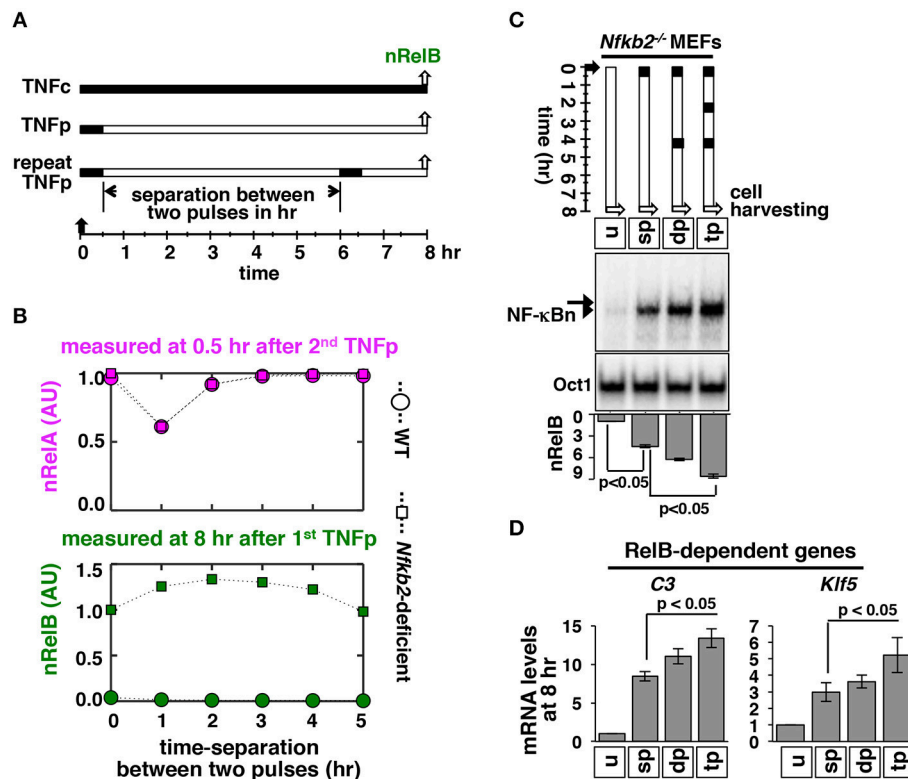 A
nRelB
TNFc
TNFp
repeat
TNFp
separation between
two pulses in hr
0 1 2 3 4 5 6 7 8 hr
time
B
measured at 0.5 hr after 2nd TNFp
nRelA (AU)
1.0
0.5
0.0
measured at 8 hr after 1st TNFp
nRelB (AU)
1.5
1.0
0.5
0.0
0 1 2 3 4 5
time-separation
between two pulses (hr)
WT
Nfkb2-deficient
C
Nfkb2-/- MEFs
time (hr)
0 1 2 3 4 5 6 7 8
cell
harvesting
u sp dp tp
NF-κBn
Oct1
nRelB
0
3
6
9
p<0.05
p<0.05
D
RelB-dependent genes
C3
Klf5
p < 0.05
p < 0.05
mRNA levels
at 8 hr
15
10
5
0
7
6
5
4
3
2
1
0
u sp dp tp
u sp dp tp